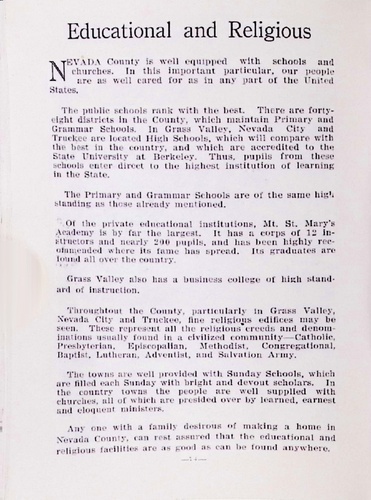 Educational and Religious
NEVADA County is well equipped with schools and
churches. In this important particular, our people
are as well cared for as in any part of the United
States.
The public schools rank with the best. There are forty-
eight districts in the County, which maintain Primary and
Grammar Schools. In Grass Valley, Nevada City and
Truckee are located High Schools, which will compare with
the best in the country, and which are accredited to the
State University at Berkeley. Thus, pupils from these
schools enter direct to the highest institution of learning
in the State.
The Primary and Grammar Schools are of the same high
standing as those already mentioned.
Of the private educational institutions, Mt. St. Mary's
Academy is by far the largest. It has a corps of 12 in-
structors and nearly 200 pupils, and has been highly rec-
ommended where its fame has spread. Its graduates are
found all over the country.
Grass Valley also has a business college of high stand-
ard of instruction.
Throughtout the County, particularly in Grass Valley,
Nevada City and Truckee, fine religious edifices may be
seen. These represent all the religious creeds and denom-
inations usually found in a civilized community—Catholic,
Presbyterian, Episcopalian, Methodist, Congregational,
Baptist, Lutheran, Adventist, and Salvation Army.
The towns are well provided with Sunday Schools, which
are filled each Sunday with bright and devout scholars. In
the country towns the people are well supplied with
churches, all of which are presided over by learned, earnest
and eloquent ministers.
Any one with a family desirous of making a home in
Nevada County, can rest assured that the educational and
religious facilities are as good as can be found anywhere.